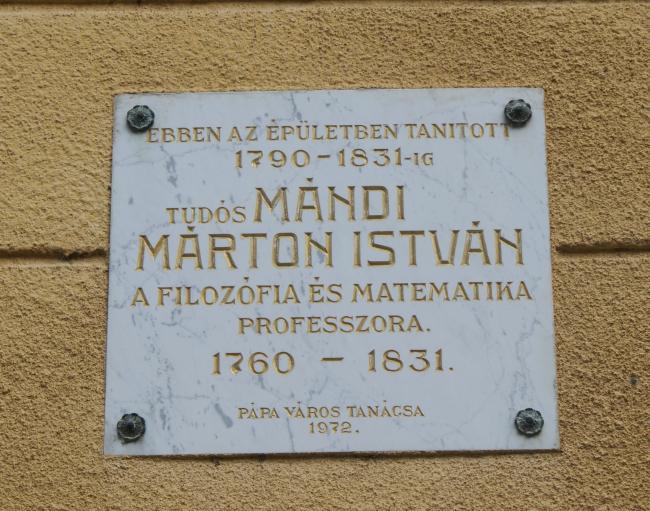 EBBEN AZ ÉPÜLETBEN TANITOTT
1790-1831-IG
TUDÓS MÁNDI
MÁRTON ISTVÁN
A FILOZÓFIA ÉS MATEMATIKA
PROFESSZORA.
1760 - 1831.
PÁPA VÁROS TANÁCSA
1972.